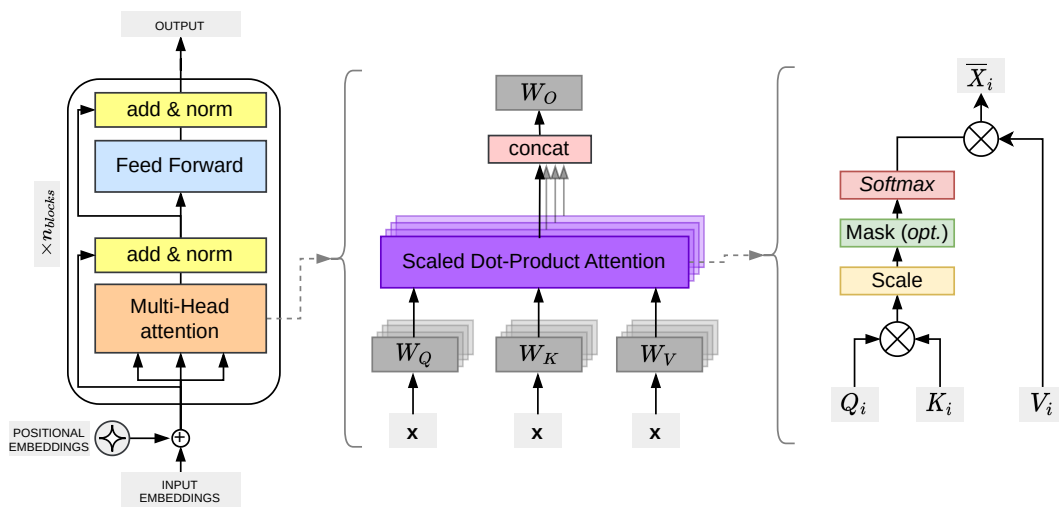 OUTPUT
add & norm
Feed Forward
×n_blocks
add & norm
Multi-Head
attention
POSITIONAL
EMBEDDINGS
+
INPUT
EMBEDDINGS
W_O
concat
Scaled Dot-Product Attention
W_Q W_K W_V
x x x
X̅_i
Softmax
Mask (opt.)
Scale
Q_i K_i V_i